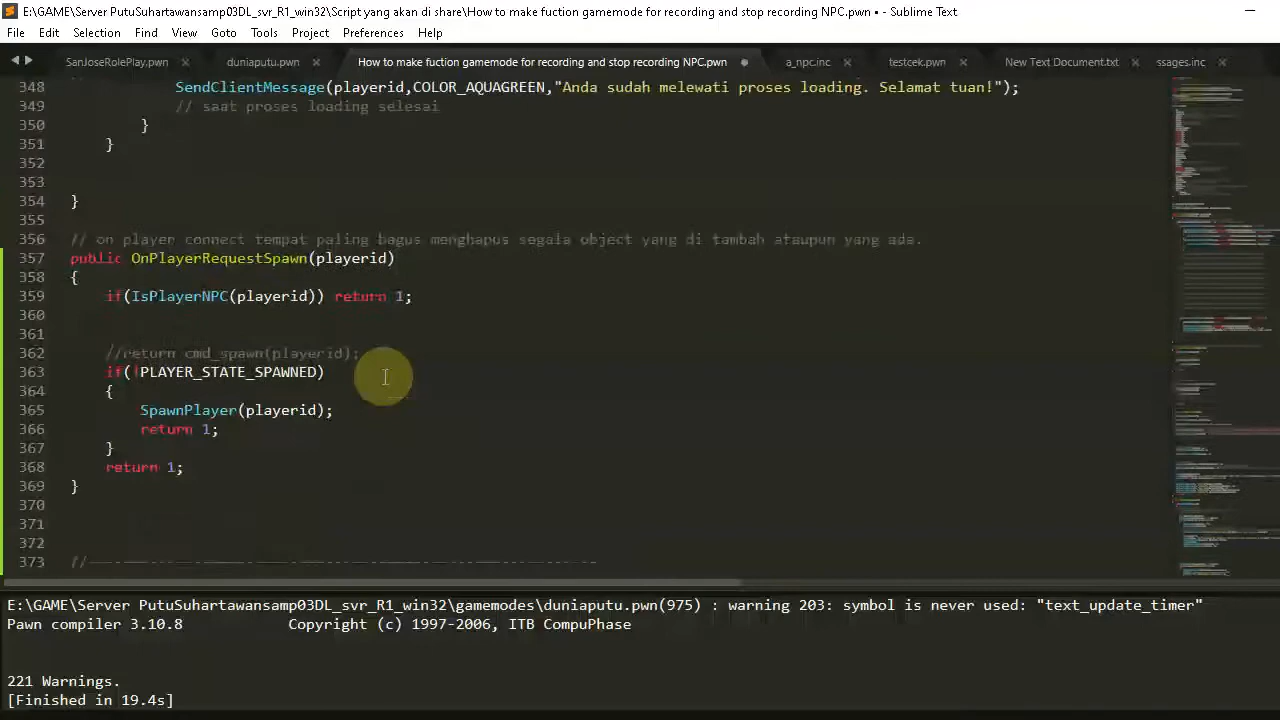 E:\GAME\Server PutuSuhartawansamp03DL_svr_R1_win32\Script yang akan di share\How to make fuction gamemode for recording and stop recording NPC.pwn • - Sublime Text
File Edit Selection Find View Goto Tools Project Preferences Help
SanJoseRolePlay.pwn duniaputu.pwn How to make fuction gamemode for recording and stop recording NPC.pwn a_npc.inc testcek.pwn New Text Document.txt ssages.inc
348 SendClientMessage(playerid,COLOR_AQUAGREEN,"Anda sudah melewati proses loading. Selamat tuan!");
349 // saat proses loading selesai
350 }
351 }
352
353
354 }
355
356 // on player connect tempat paling bagus menghapus segala object yang di tambah ataupun yang ada.
357 public OnPlayerRequestSpawn(playerid)
358 {
359 if(IsPlayerNPC(playerid)) return 1;
360
361
362 //return cmd_spawn(playerid);
363 if(!PLAYER_STATE_SPAWNED)
364 {
365 SpawnPlayer(playerid);
366 return 1;
367 }
368 return 1;
369 }
370
371
372
373 //------------------------------------------------------------
E:\GAME\Server PutuSuhartawansamp03DL_svr_R1_win32\gamemodes\duniaputu.pwn(975) : warning 203: symbol is never used: "text_update_timer"
Pawn compiler 3.10.8 Copyright (c) 1997-2006, ITB CompuPhase
221 Warnings.
[Finished in 19.4s]